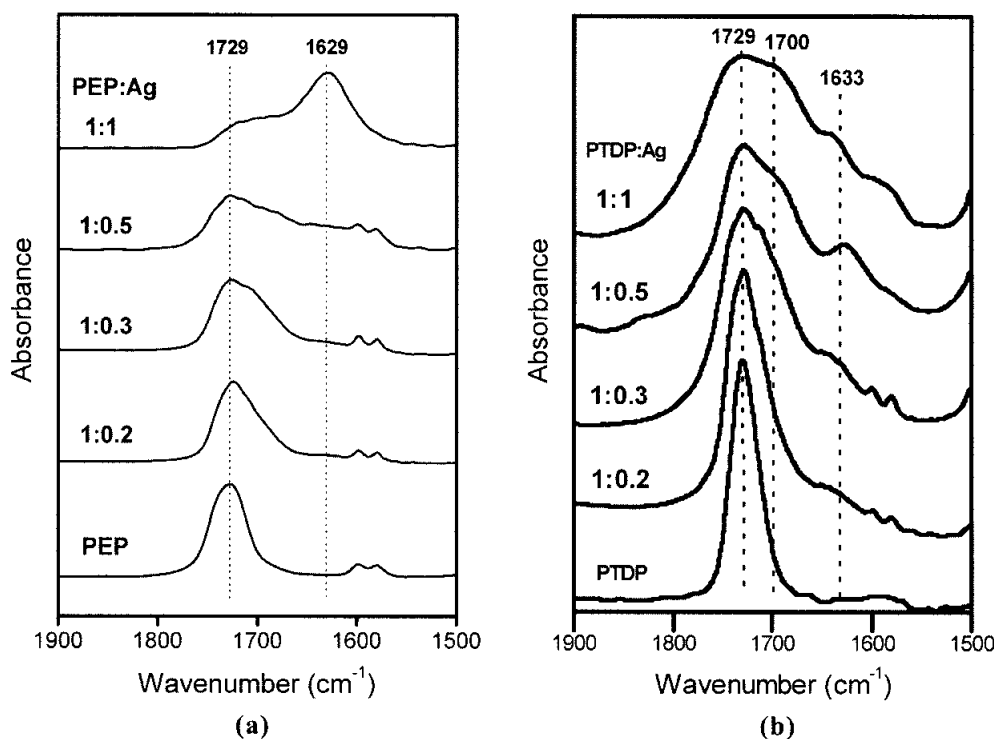 1729 1629
PEP:Ag
1:1
1:0.5
1:0.3
1:0.2
PEP
Absorbance
1900 1800 1700 1600 1500
Wavenumber (cm⁻¹)
(a)
1729 1700
1633
PTDP:Ag
1:1
1:0.5
1:0.3
1:0.2
PTDP
Absorbance
1900 1800 1700 1600 1500
Wavenumber (cm⁻¹)
(b)